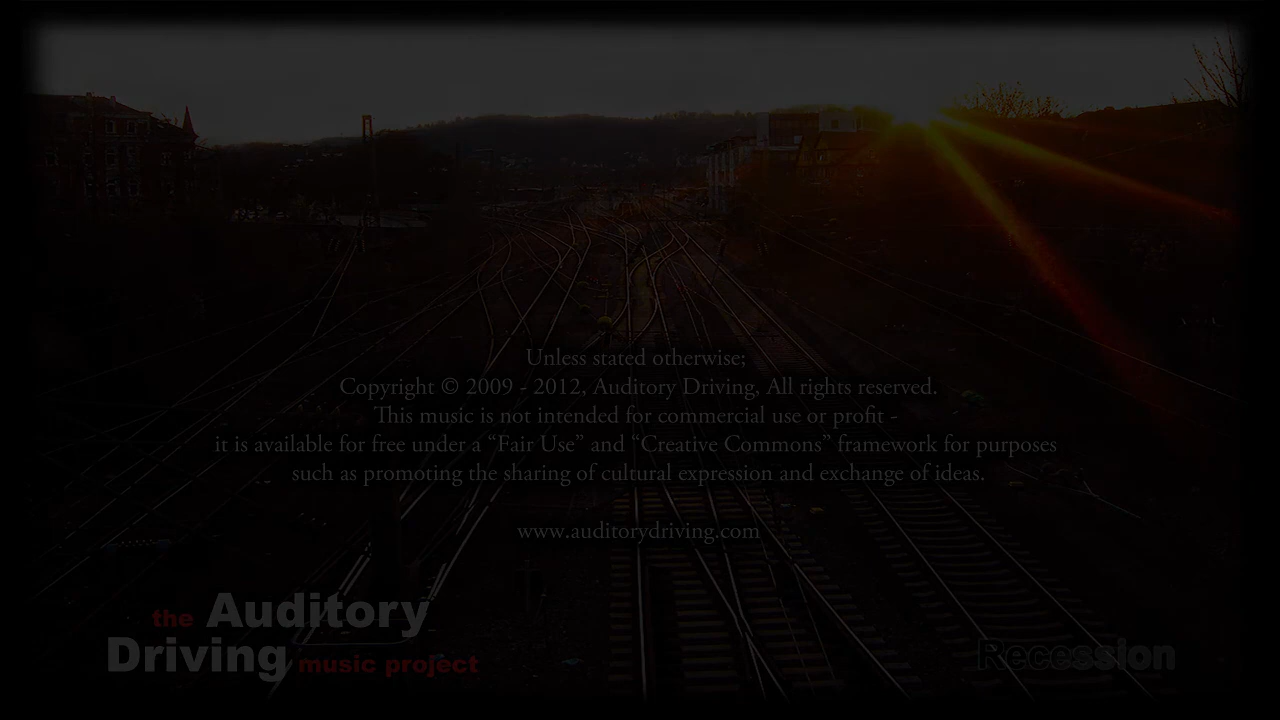 Unless stated otherwise;
Copyright © 2009 - 2012, Auditory Driving, All rights reserved.
This music is not intended for commercial use or profit -
it is available for free under a “Fair Use” and “Creative Commons” framework for purposes
such as promoting the sharing of cultural expression and exchange of ideas.
www.auditorydriving.com
the Auditory
Driving music project
Recession